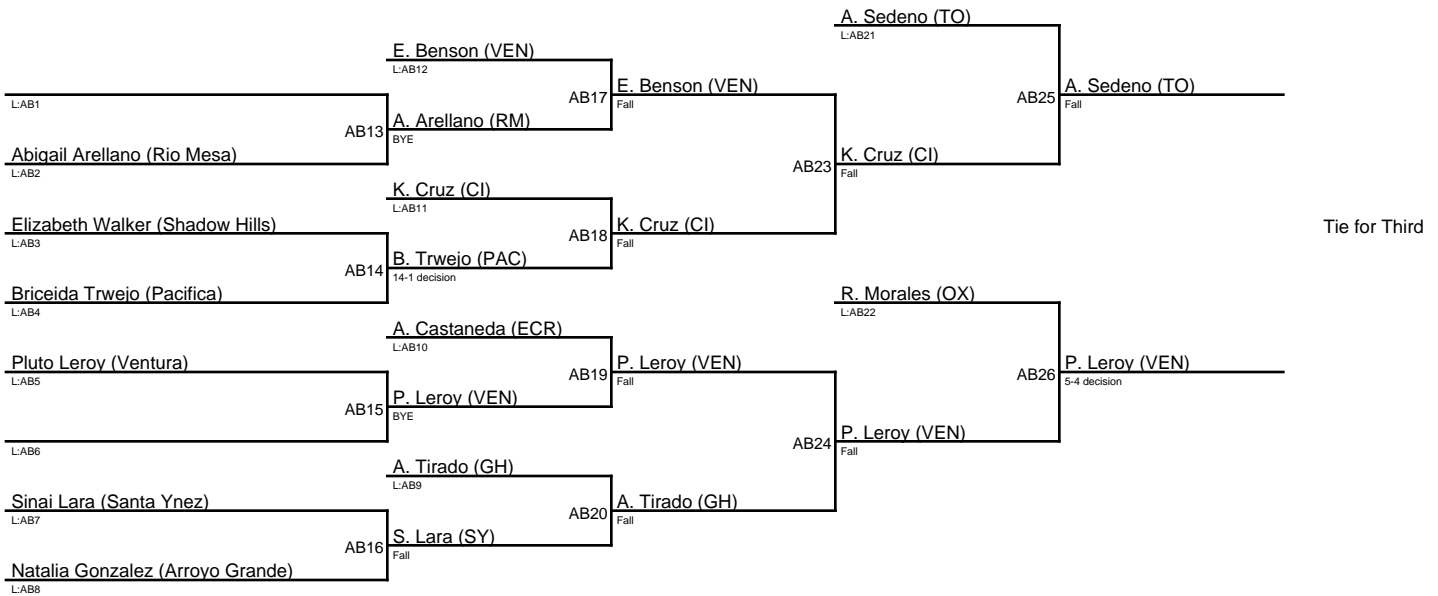 A. Sedeno (TO)
L:AB21
E. Benson (VEN)
L:AB12
AB17
E. Benson (VEN)
Fall
AB25
A. Sedeno (TO)
Fall
L:AB1
AB13
A. Arellano (RM)
BYE
Abigail Arellano (Rio Mesa)
L:AB2
AB23
K. Cruz (CI)
Fall
K. Cruz (CI)
L:AB11
Elizabeth Walker (Shadow Hills)
L:AB3
AB18
K. Cruz (CI)
Fall
Tie for Third
AB14
B. Trwejo (PAC)
14-1 decision
Briceida Trwejo (Pacifica)
L:AB4
R. Morales (OX)
L:AB22
A. Castaneda (ECR)
L:AB10
Pluto Leroy (Ventura)
L:AB5
AB19
P. Leroy (VEN)
Fall
AB26
P. Leroy (VEN)
5-4 decision
AB15
P. Leroy (VEN)
BYE
L:AB6
AB24
P. Leroy (VEN)
Fall
A. Tirado (GH)
L:AB9
Sinai Lara (Santa Ynez)
L:AB7
AB20
A. Tirado (GH)
Fall
AB16
S. Lara (SY)
Fall
Natalia Gonzalez (Arroyo Grande)
L:AB8